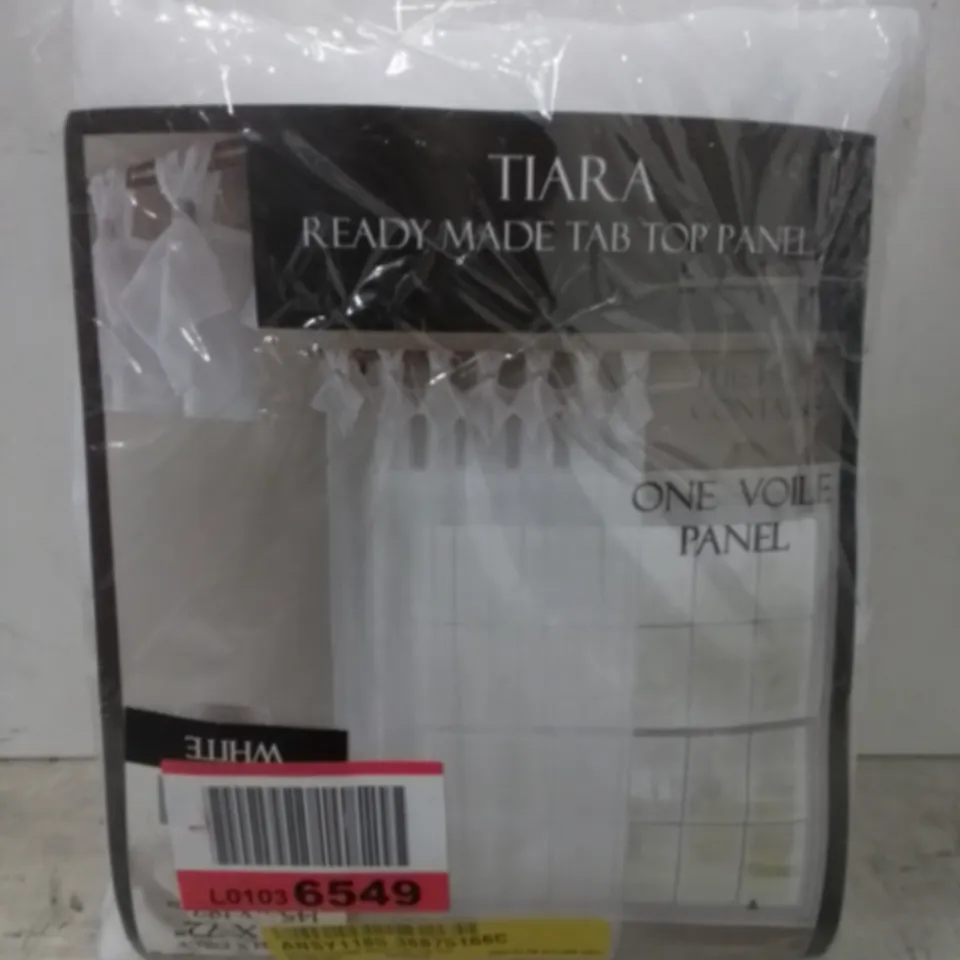 TIARA
READY MADE TAB TOP PANEL
ONE VOILE
PANEL
WHITE
L0103 6549